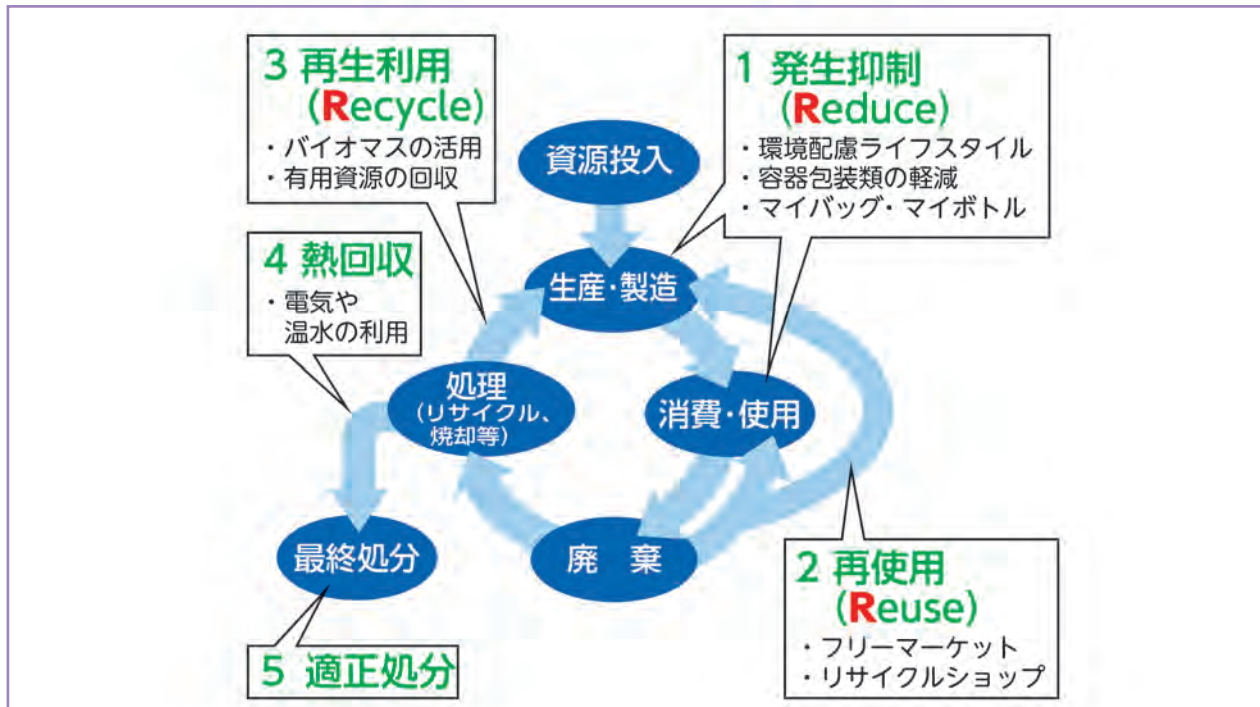 3 再生利用
(Recycle)
・バイオマスの活用
・有用資源の回収
1 発生抑制
(Reduce)
・環境配慮ライフスタイル
・容器包装類の軽減
・マイバッグ・マイボトル
資源投入
4 熱回収
・電気や
温水の利用
生産・製造
処理
(リサイクル、
焼却等)
消費・使用
最終処分
廃 棄
2 再使用
(Reuse)
・フリーマーケット
・リサイクルショップ
5 適正処分